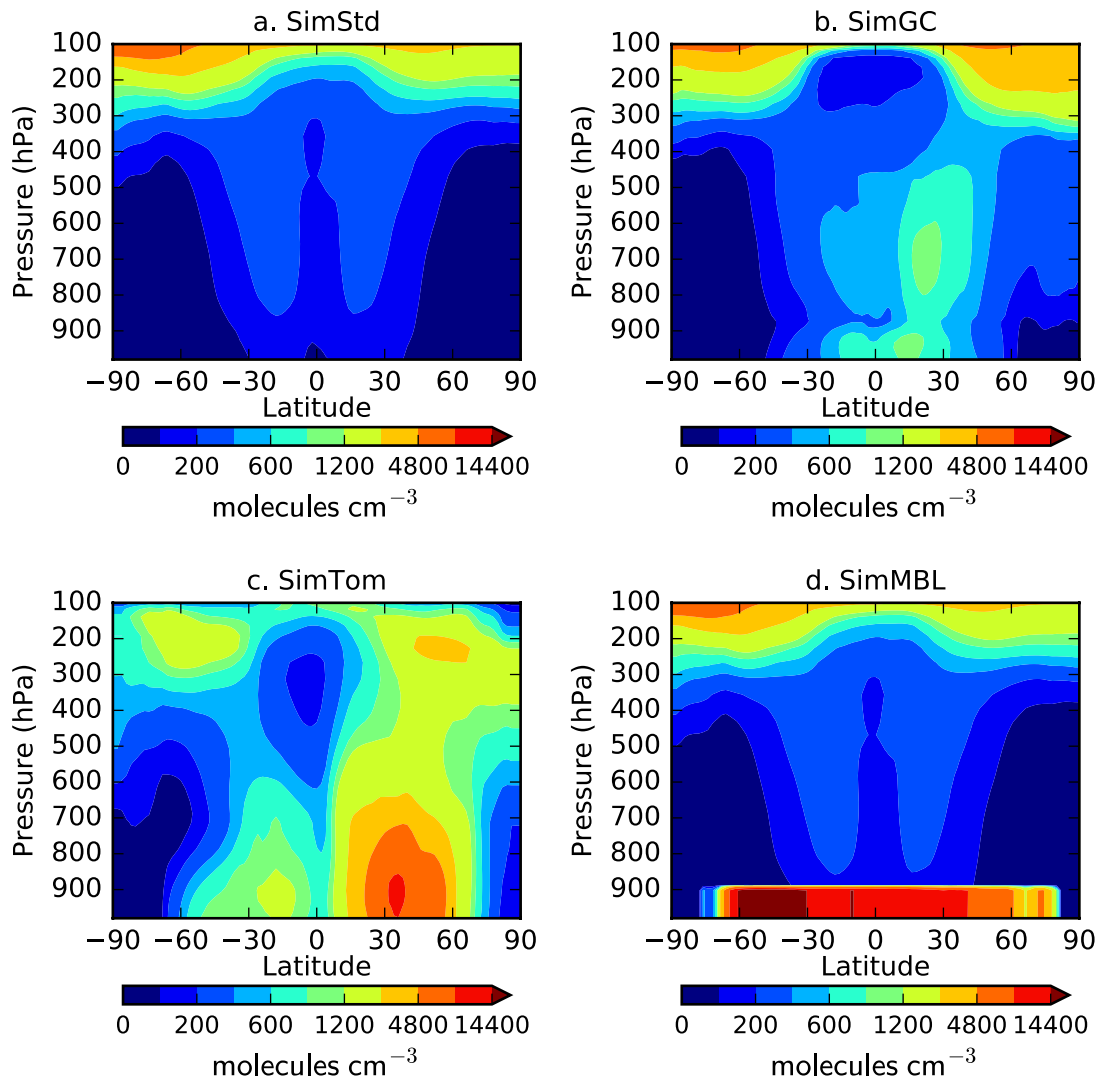 a. SimStd
b. SimGC
100
200
300
400
500
600
700
800
900
Pressure (hPa)
−90 −60 −30 0 30 60 90
Latitude
0 200 600 1200 4800 14400
molecules cm−3
100
200
300
400
500
600
700
800
900
Pressure (hPa)
−90 −60 −30 0 30 60 90
Latitude
0 200 600 1200 4800 14400
molecules cm−3
c. SimTom
d. SimMBL
100
200
300
400
500
600
700
800
900
Pressure (hPa)
−90 −60 −30 0 30 60 90
Latitude
0 200 600 1200 4800 14400
molecules cm−3
100
200
300
400
500
600
700
800
900
Pressure (hPa)
−90 −60 −30 0 30 60 90
Latitude
0 200 600 1200 4800 14400
molecules cm−3